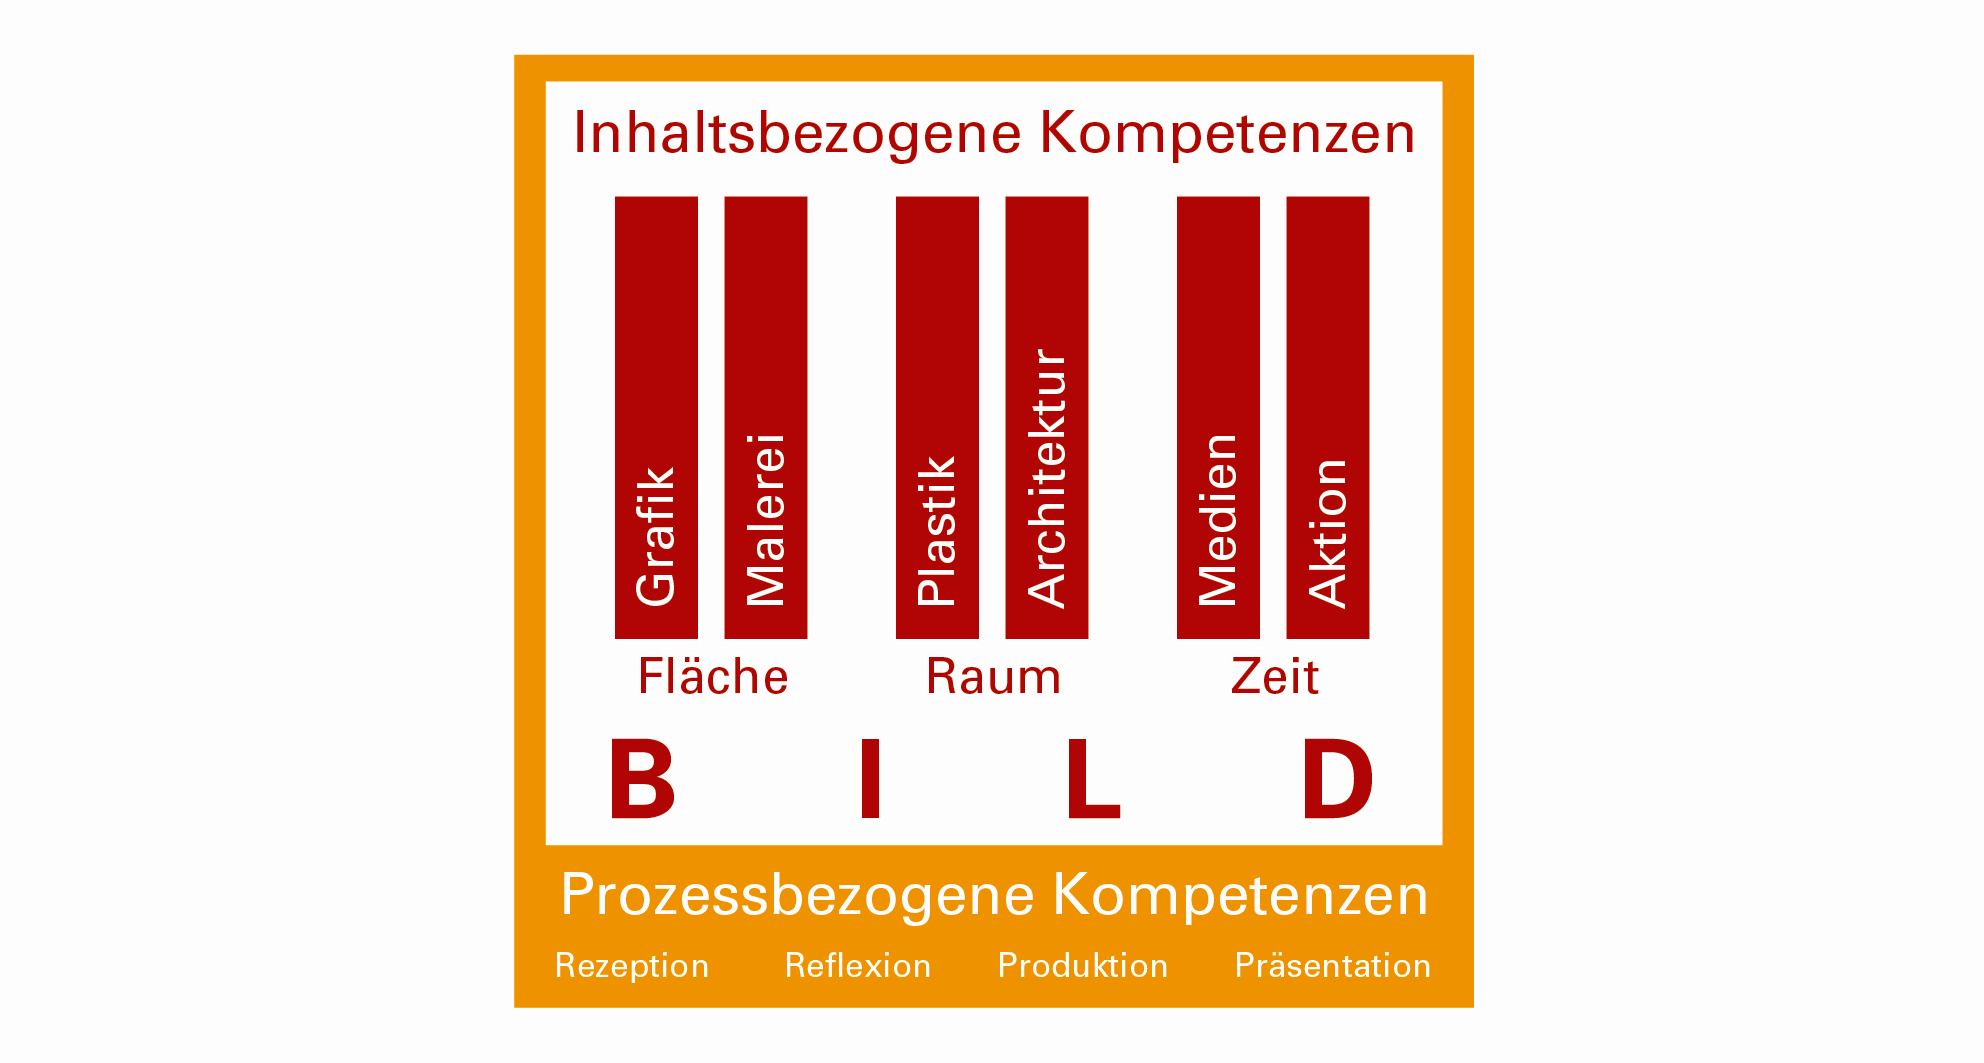 Inhaltsbezogene Kompetenzen
Grafik
Malerei
Plastik
Architektur
Medien
Aktion
Fläche Raum Zeit
B I L D
Prozessbezogene Kompetenzen
Rezeption Reflexion Produktion Präsentation